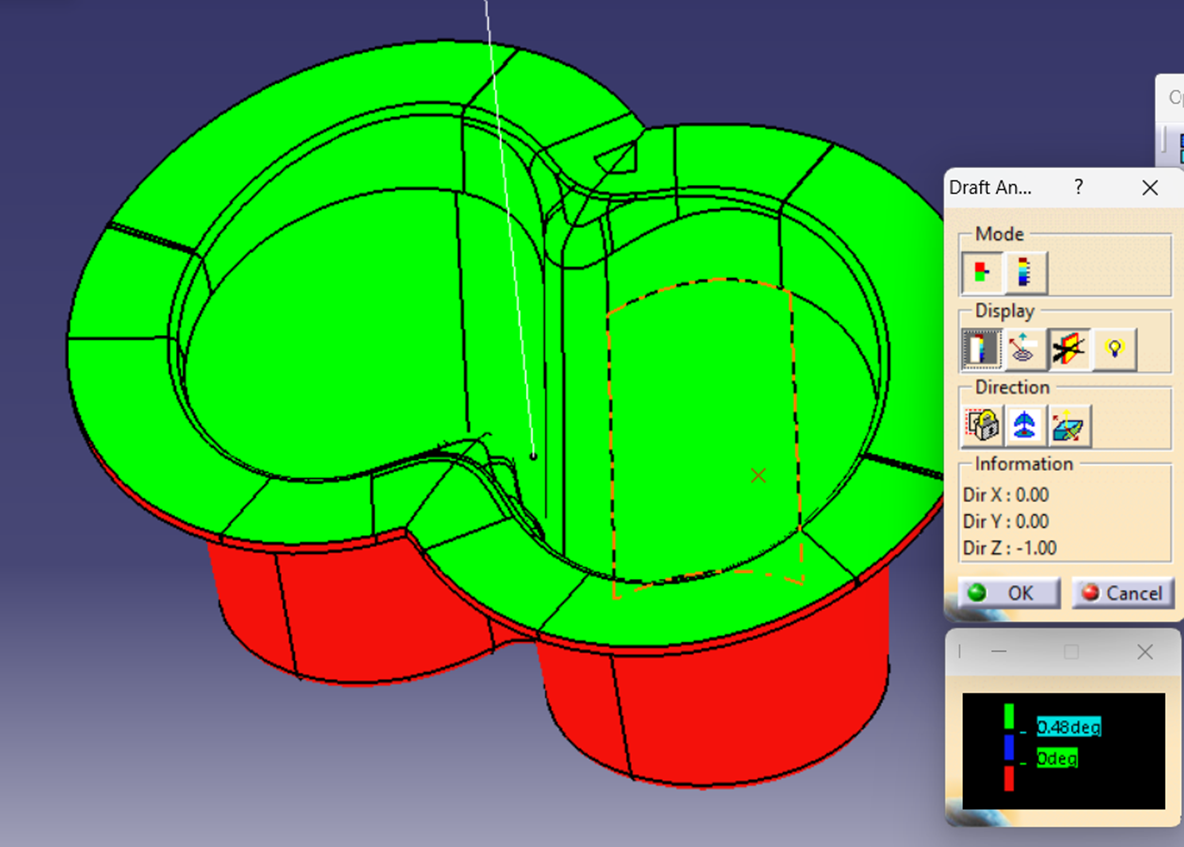 Draft An... ?
Mode
Display
Direction
Information
Dir X : 0.00
Dir Y : 0.00
Dir Z : -1.00
OK Cancel
0.48deg
0deg